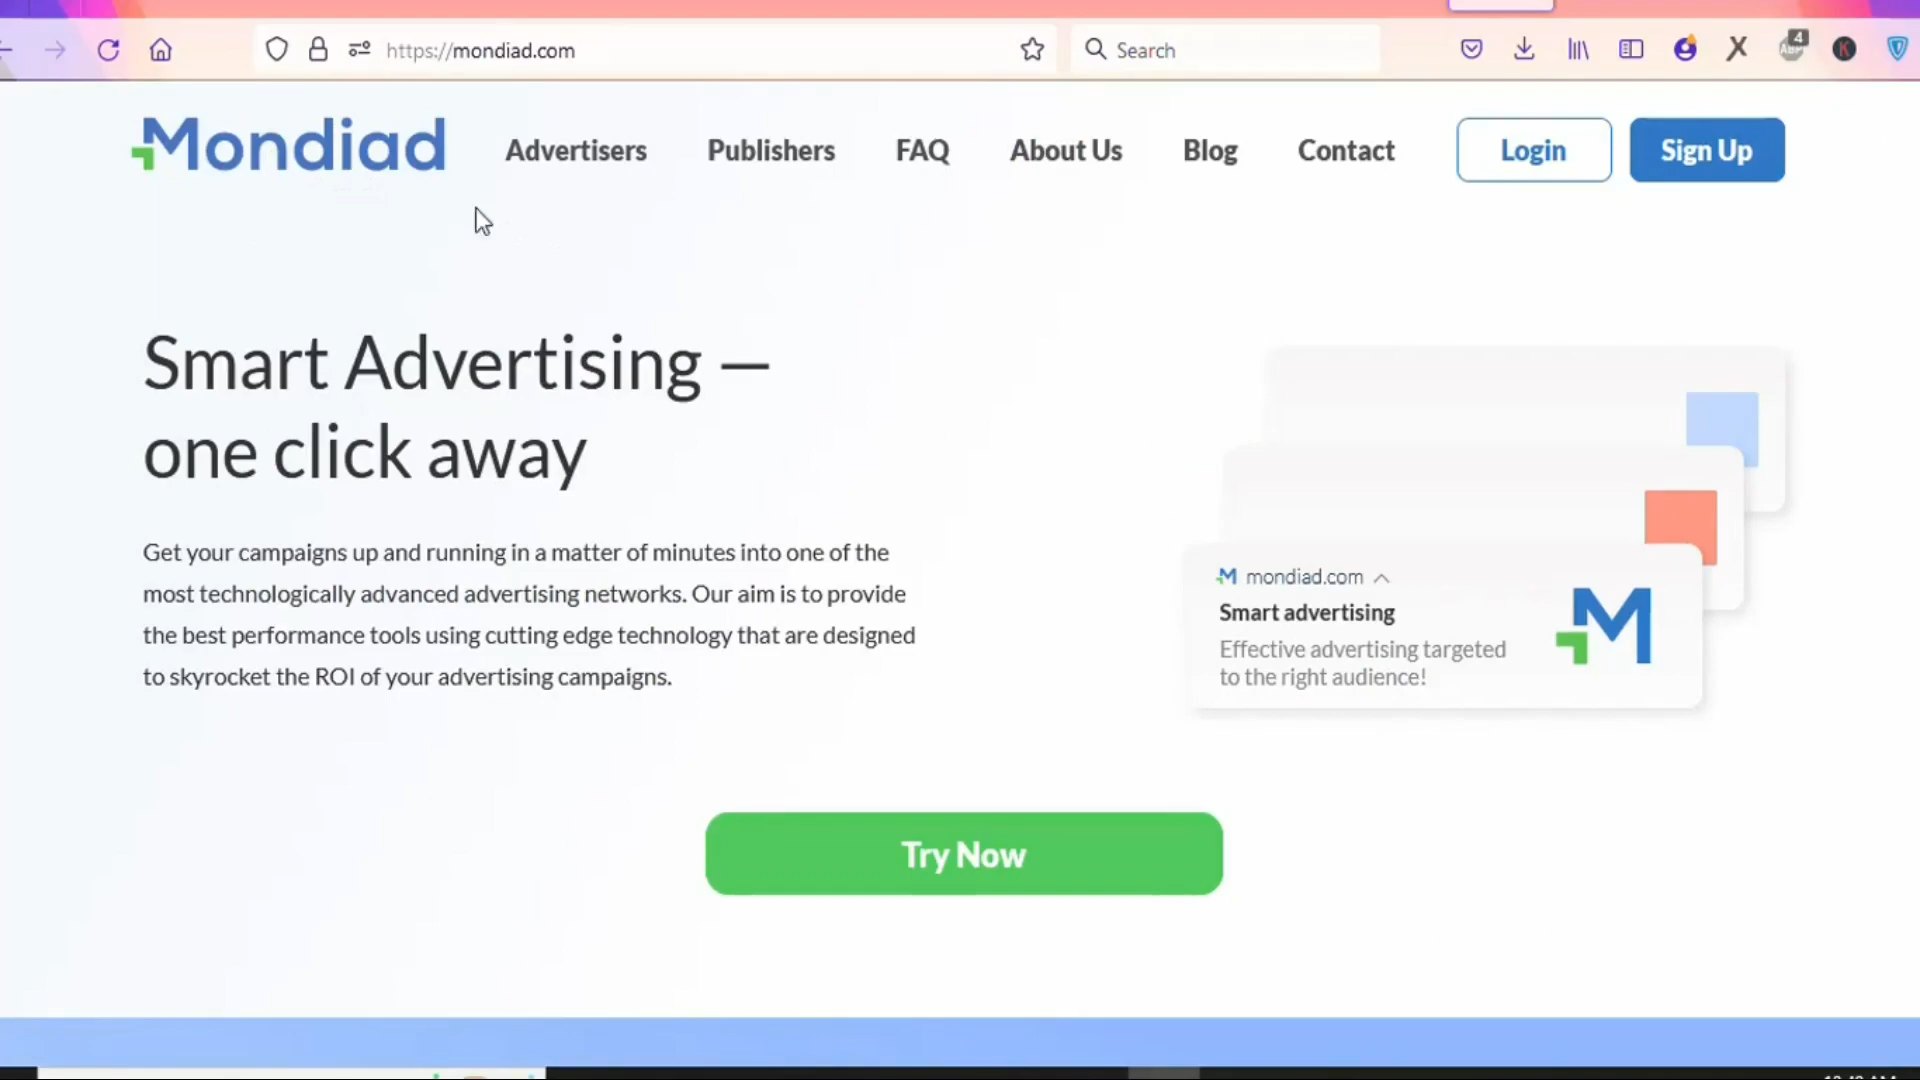 https://mondiad.com
Search
4
ABP
K
Mondiad
Advertisers
Publishers
FAQ
About Us
Blog
Contact
Login
Sign Up
Smart Advertising —
one click away
Get your campaigns up and running in a matter of minutes into one of the
most technologically advanced advertising networks. Our aim is to provide
the best performance tools using cutting edge technology that are designed
to skyrocket the ROI of your advertising campaigns.
M mondiad.com
Smart advertising
Effective advertising targeted
to the right audience!
M
Try Now